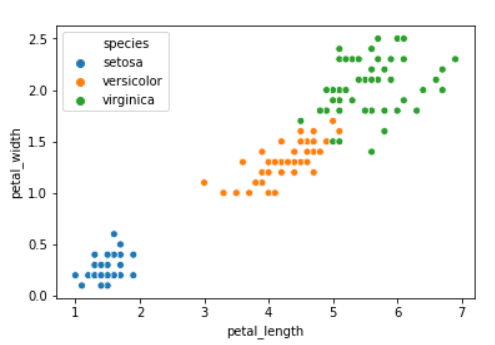 species
setosa
versicolor
virginica
2.5
2.0
1.5
1.0
0.5
0.0
petal_width
1 2 3 4 5 6 7
petal_length